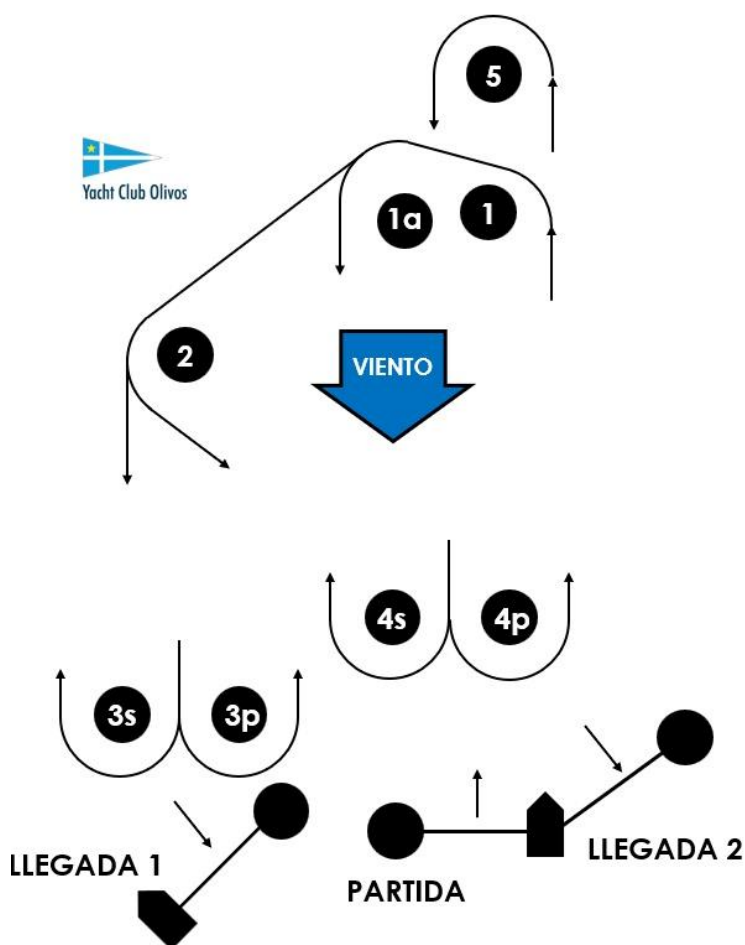 5
Yacht Club Olivos
1a
1
2
VIENTO
4s
4p
3s
3p
LLEGADA 1
PARTIDA
LLEGADA 2